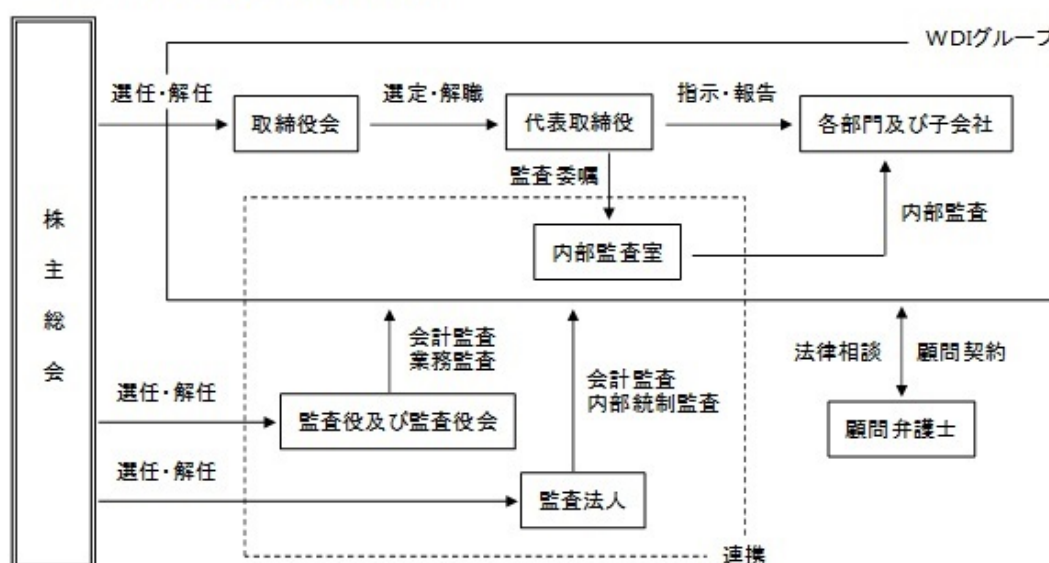 WDIグループ
選任・解任
選定・解職
指示・報告
取締役会
代表取締役
各部門及び子会社
監査委嘱
内部監査
内部監査室
株主総会
会計監査
業務監査
会計監査
内部統制監査
法律相談
顧問契約
選任・解任
監査役及び監査役会
顧問弁護士
選任・解任
監査法人
連携